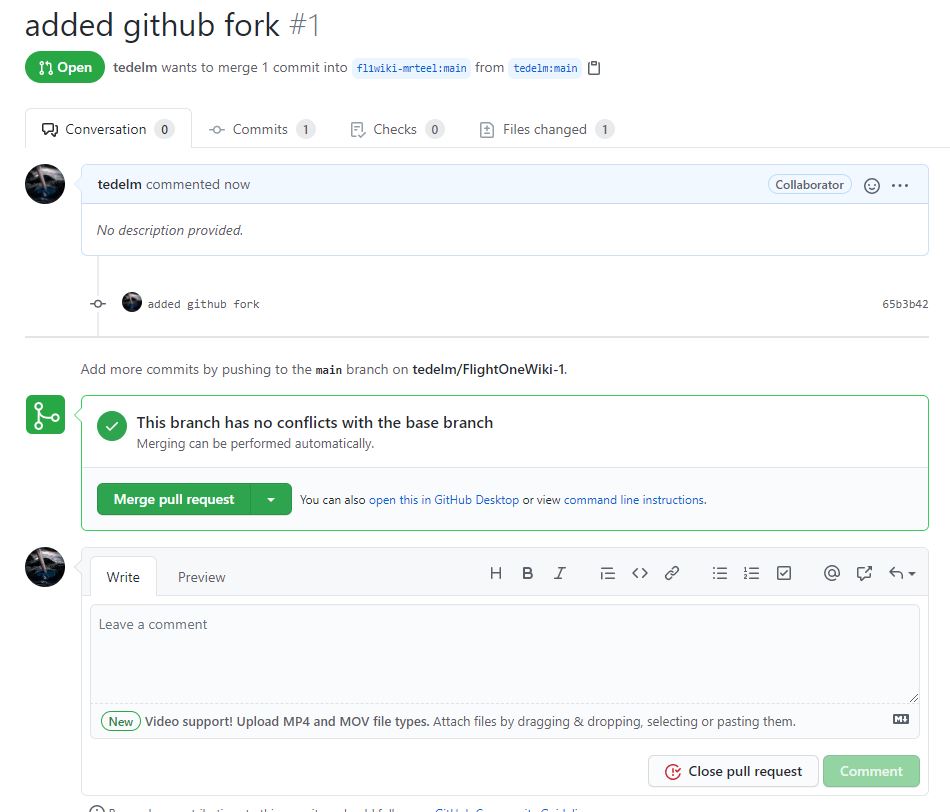 added github fork #1
Open tedelm wants to merge 1 commit into fl1wiki-mrteel:main from tedelm:main
Conversation 0 Commits 1 Checks 0 Files changed 1
tedelm commented now Collaborator
No description provided.
added github fork 65b3b42
Add more commits by pushing to the main branch on tedelm/FlightOneWiki-1.
This branch has no conflicts with the base branch
Merging can be performed automatically.
Merge pull request You can also open this in GitHub Desktop or view command line instructions.
Write Preview H B I
Leave a comment
New Video support! Upload MP4 and MOV file types. Attach files by dragging & dropping, selecting or pasting them. M
Close pull request Comment